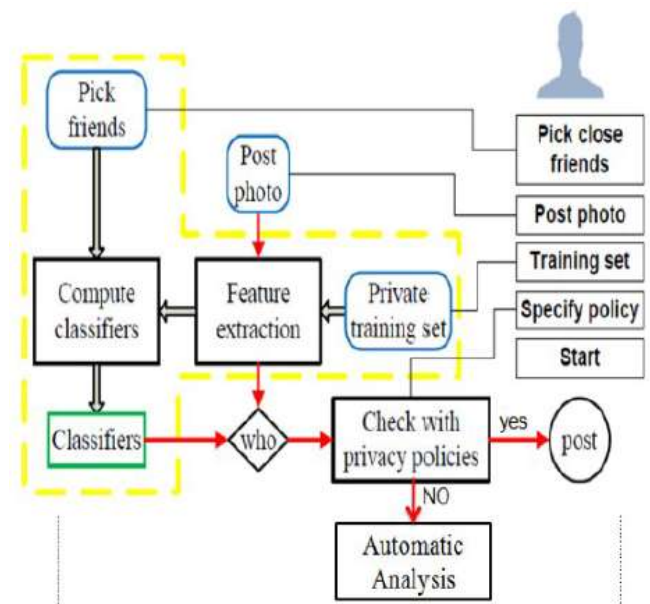 Pick
friends
Post
photo
Pick close
friends
Post photo
Training set
Specify policy
Start
Compute
classifiers
Feature
extraction
Private
training set
Classifiers
who
Check with
privacy policies
yes
post
NO
Automatic
Analysis